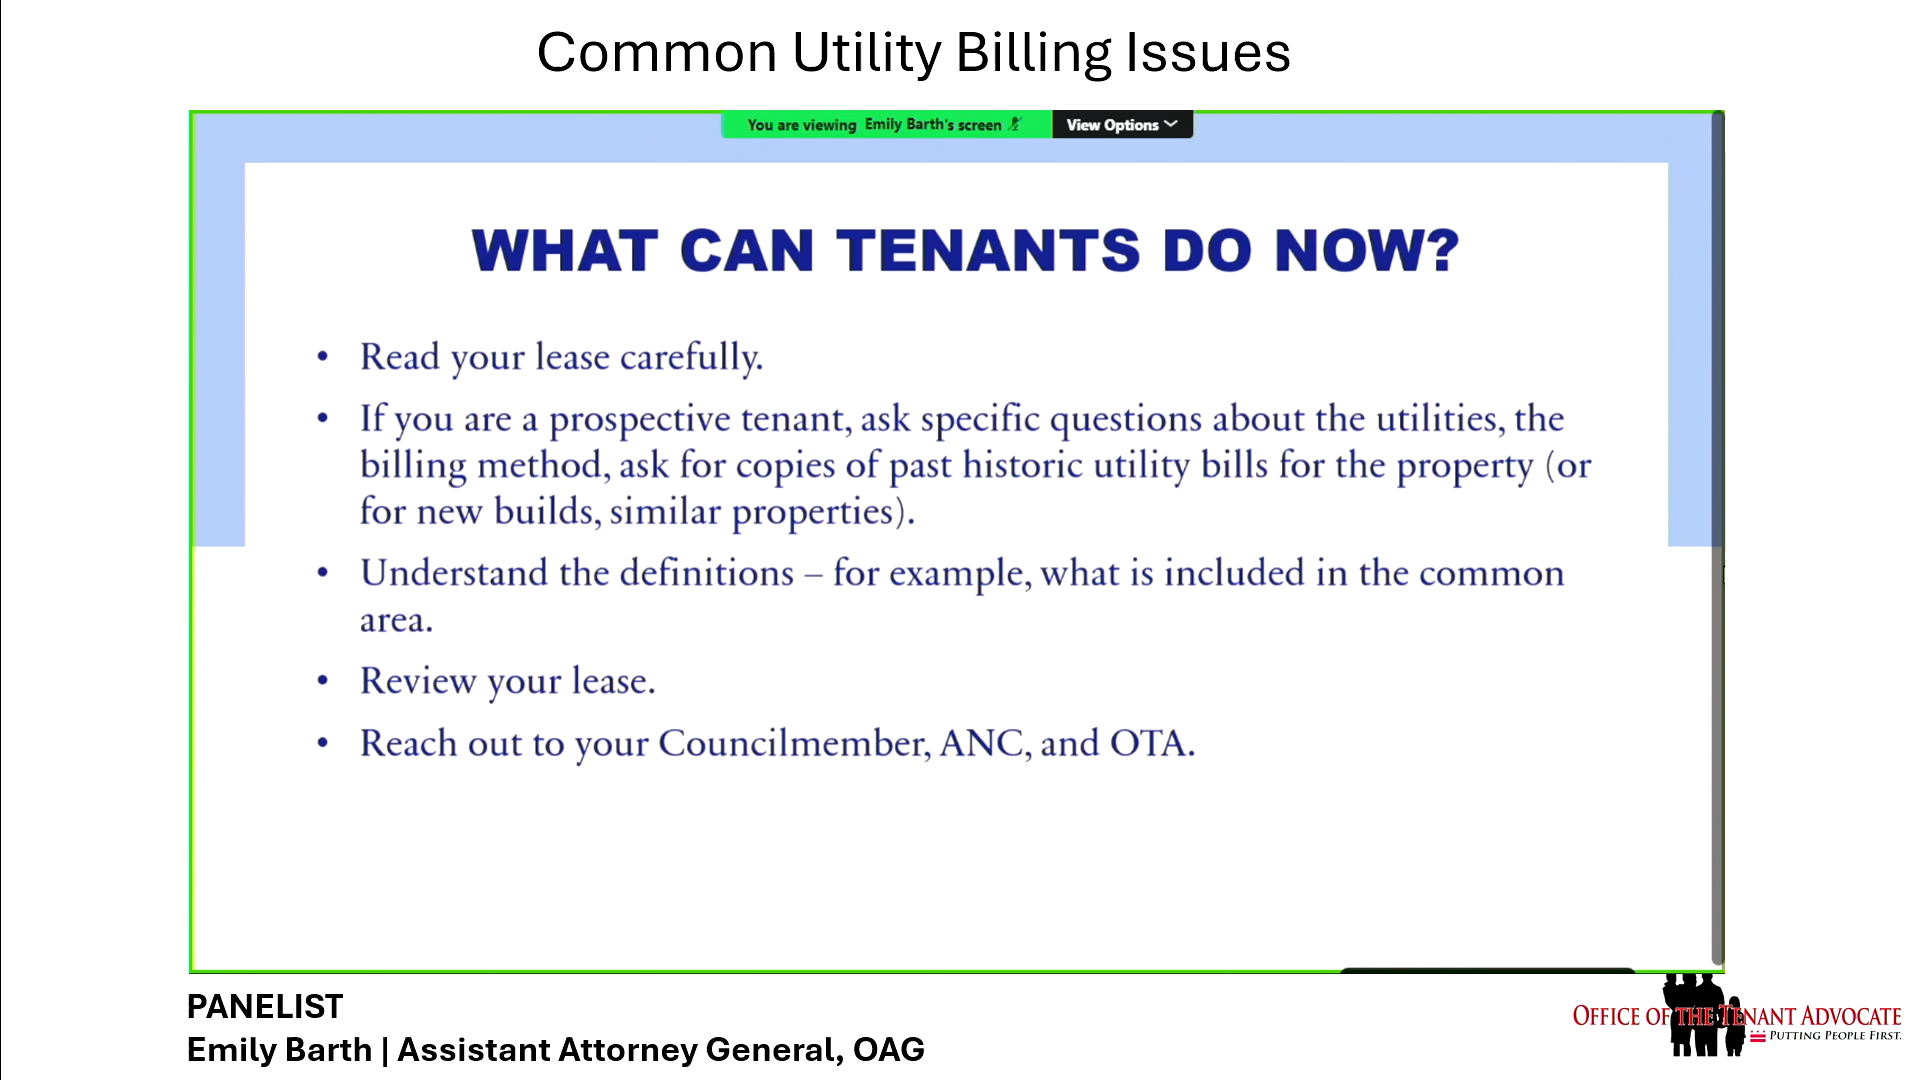 Common Utility Billing Issues
You are viewing Emily Barth's screen View Options
WHAT CAN TENANTS DO NOW?
• Read your lease carefully.
• If you are a prospective tenant, ask specific questions about the utilities, the
billing method, ask for copies of past historic utility bills for the property (or
for new builds, similar properties).
• Understand the definitions – for example, what is included in the common
area.
• Review your lease.
• Reach out to your Councilmember, ANC, and OTA.
PANELIST
Emily Barth | Assistant Attorney General, OAG
OFFICE OF THE TENANT ADVOCATE
PUTTING PEOPLE FIRST.